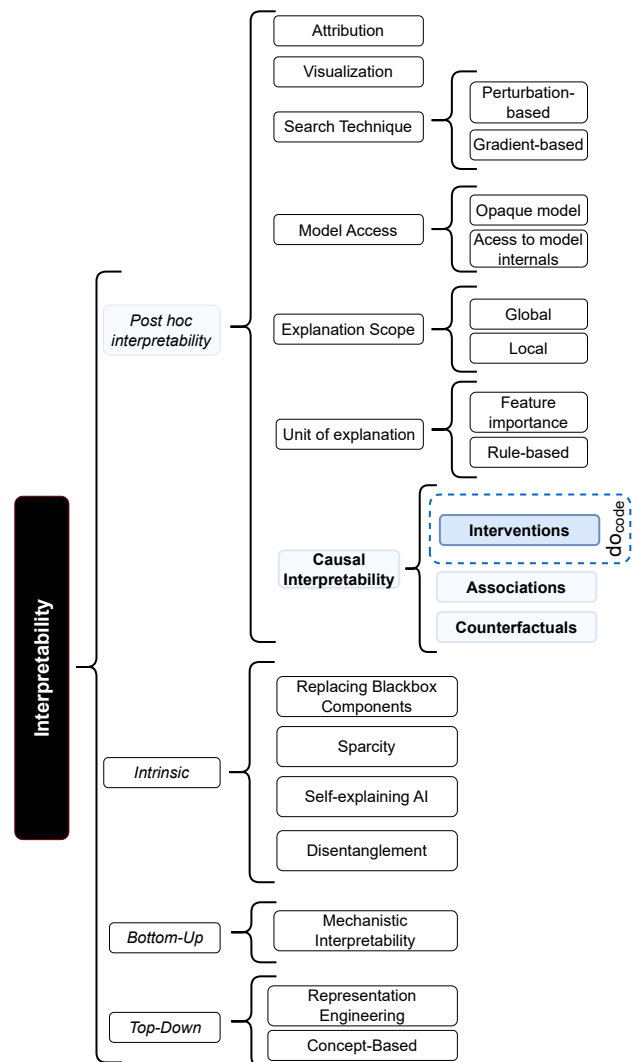 Interpretability
Post hoc
interpretability
Attribution
Visualization
Search Technique
Perturbation-
based
Gradient-based
Model Access
Opaque model
Acess to model
internals
Explanation Scope
Global
Local
Unit of explanation
Feature
importance
Rule-based
Causal
Interpretability
Interventions
docode
Associations
Counterfactuals
Intrinsic
Replacing Blackbox
Components
Sparcity
Self-explaining AI
Disentanglement
Bottom-Up
Mechanistic
Interpretability
Top-Down
Representation
Engineering
Concept-Based